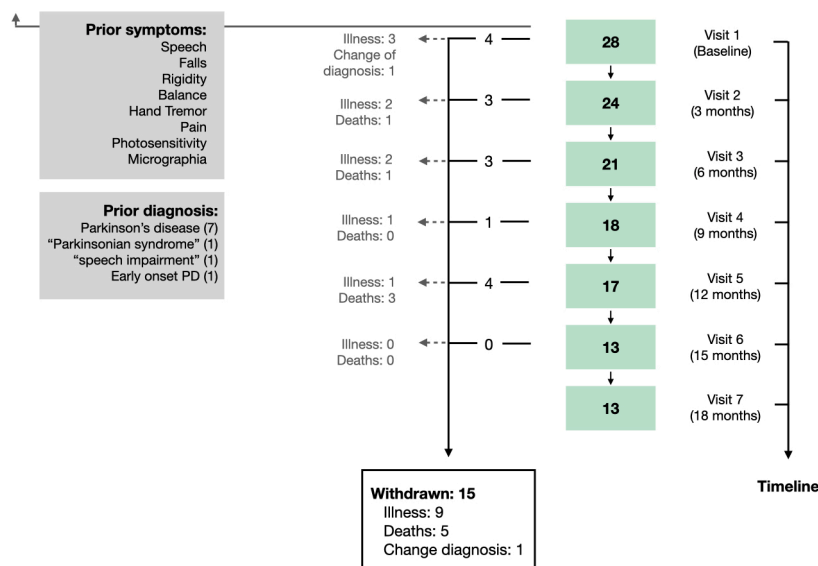 Prior symptoms:
Speech
Falls
Rigidity
Balance
Hand Tremor
Pain
Photosensitivity
Micrographia
Prior diagnosis:
Parkinson's disease (7)
“Parkinsonian syndrome” (1)
“speech impairment” (1)
Early onset PD (1)
Illness: 3
Change of
diagnosis: 1
4
28
Visit 1
(Baseline)
Illness: 2
Deaths: 1
3
24
Visit 2
(3 months)
Illness: 2
Deaths: 1
3
21
Visit 3
(6 months)
Illness: 1
Deaths: 0
1
18
Visit 4
(9 months)
Illness: 1
Deaths: 3
4
17
Visit 5
(12 months)
Illness: 0
Deaths: 0
0
13
Visit 6
(15 months)
13
Visit 7
(18 months)
Timeline
Withdrawn: 15
Illness: 9
Deaths: 5
Change diagnosis: 1